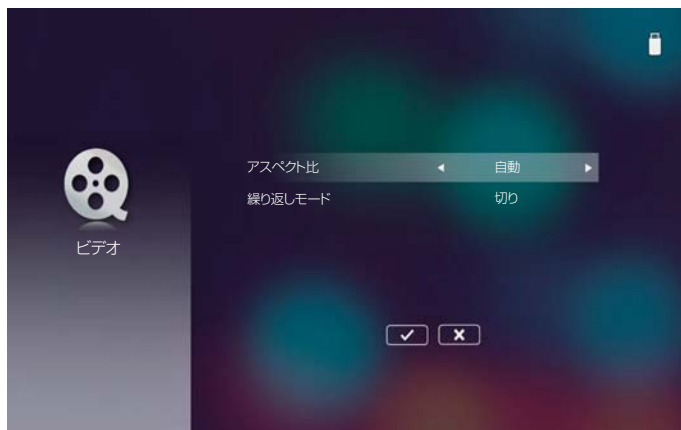 アスペクト比 自動
繰り返しモード 切り
ビデオ